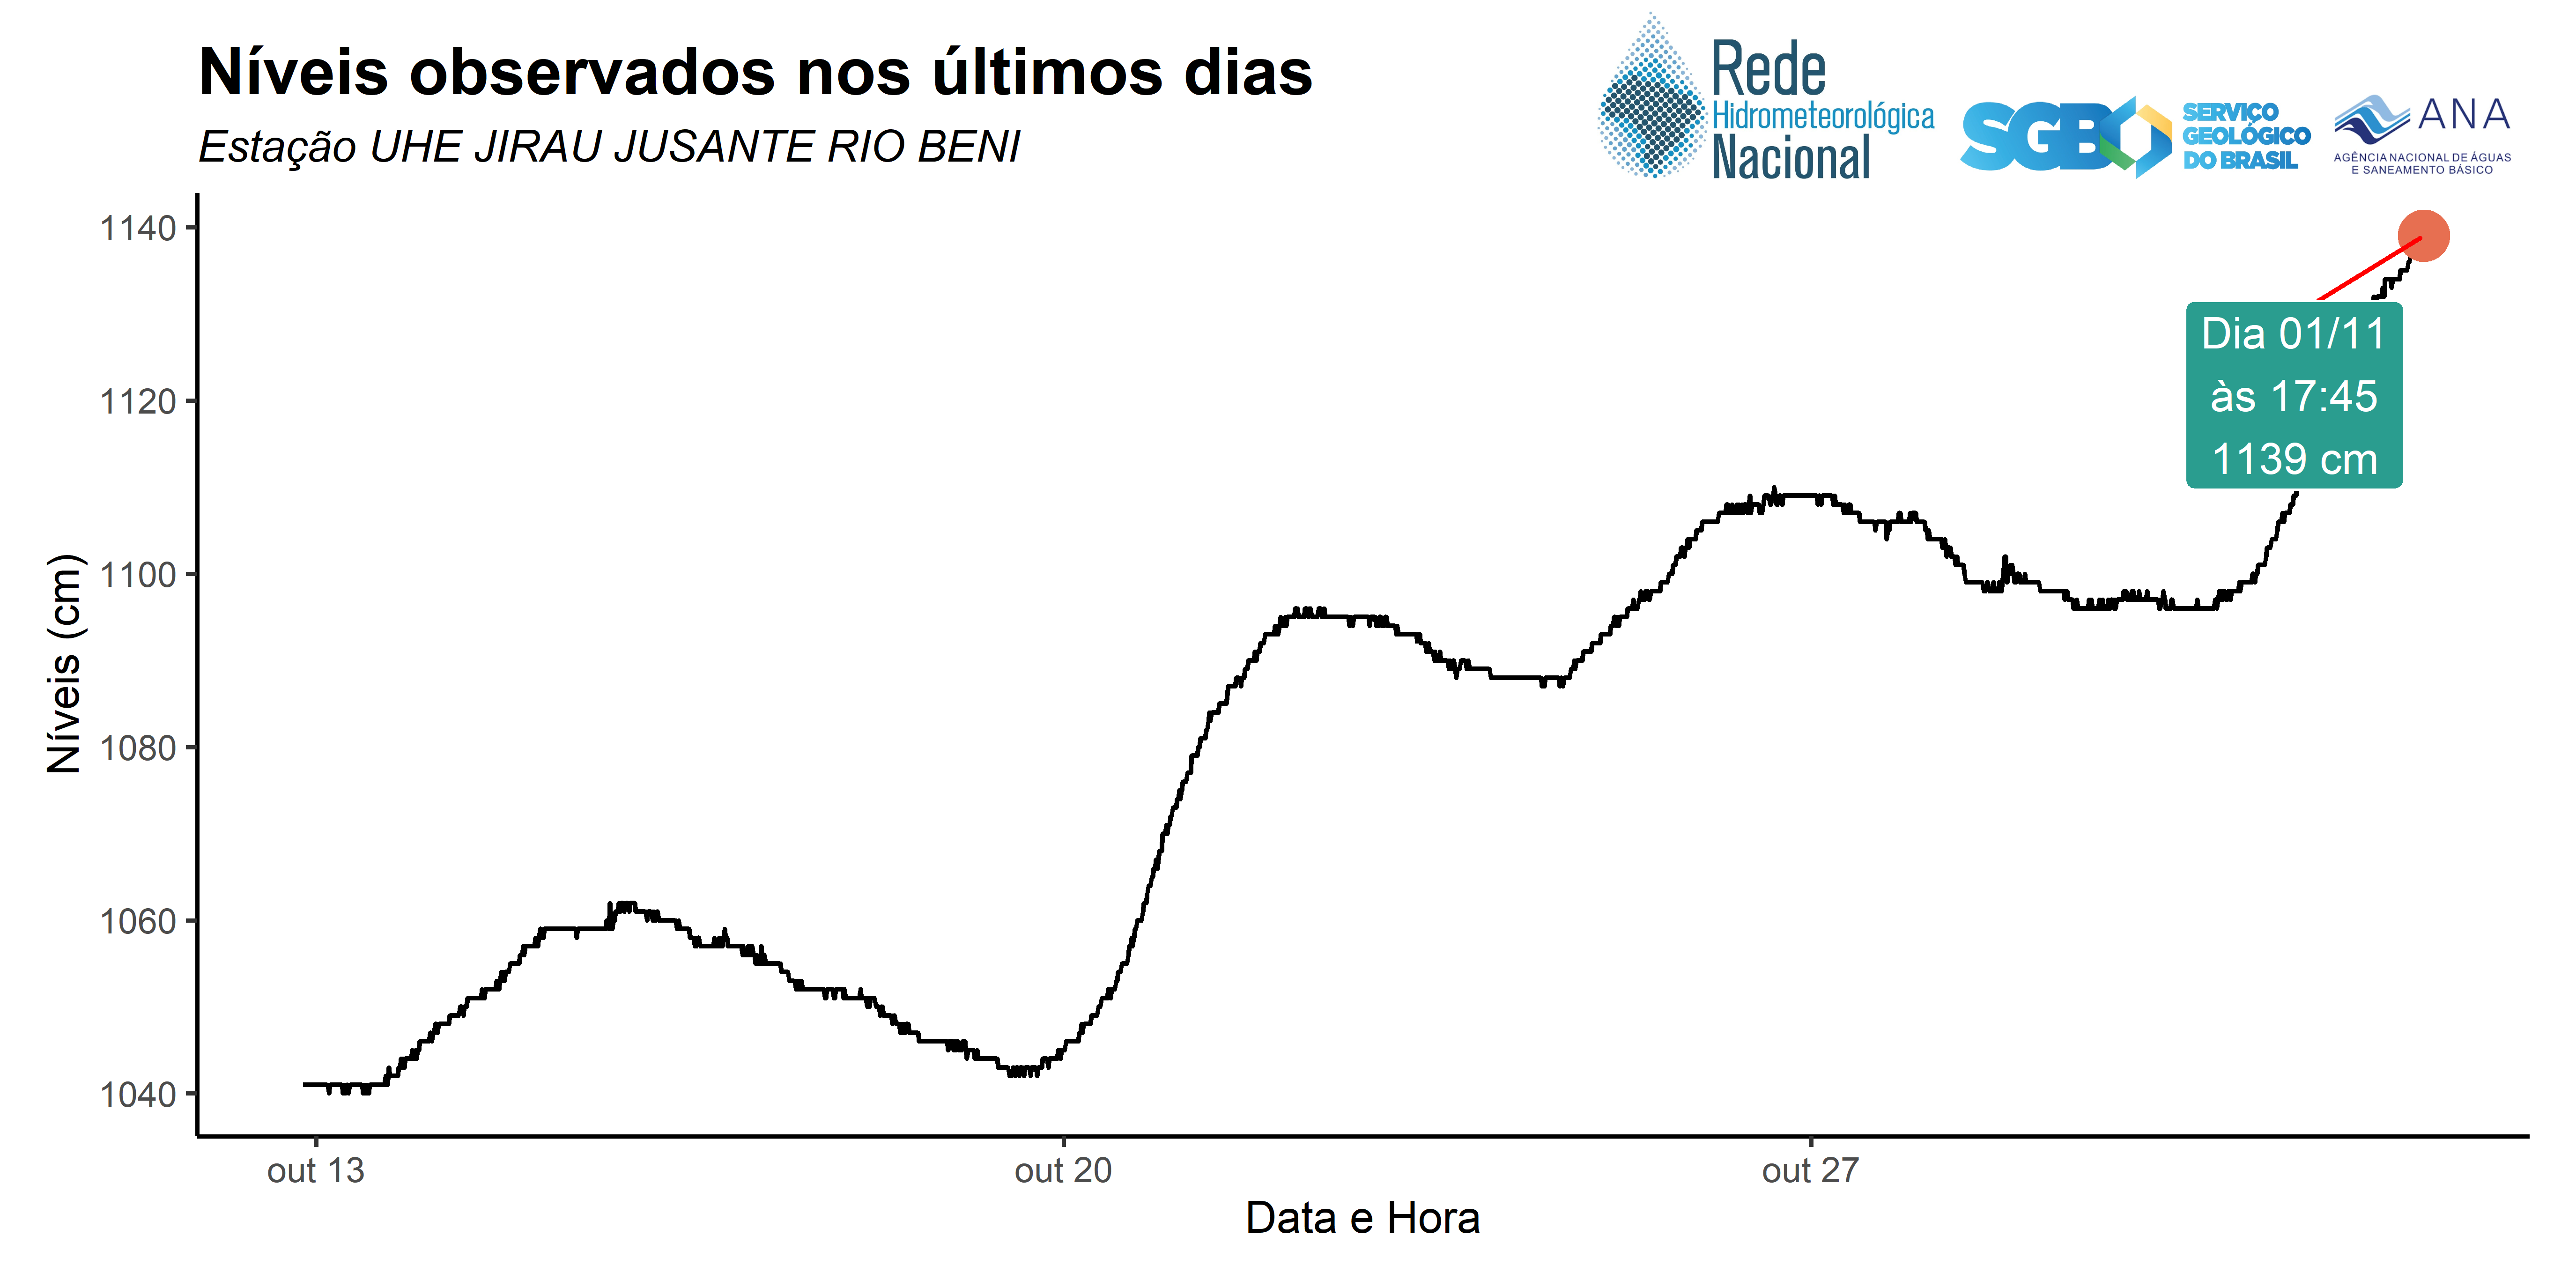 Níveis observados nos últimos dias
Estação UHE JIRAU JUSANTE RIO BENI
Rede
Hidrometeorológica
Nacional
SGB
SERVIÇO
GEOLÓGICO
DO BRASIL
ANA
AGÊNCIA NACIONAL DE ÁGUAS
E SANEAMENTO BÁSICO
1140
1120
1100
1080
1060
1040
Níveis (cm)
Dia 01/11
às 17:45
1139 cm
out 13
out 20
out 27
Data e Hora